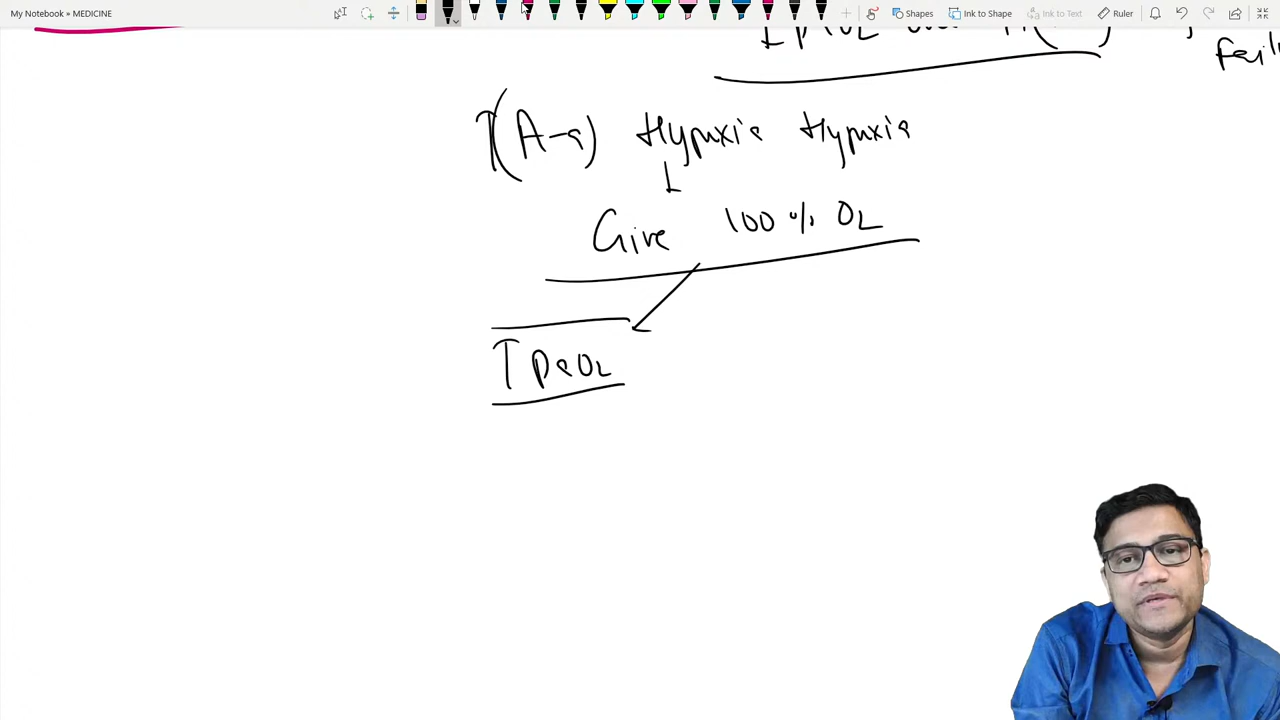 My Notebook » MEDICINE
Shapes Ink to Shape Ink to Text Ruler
↑(A-a) Hypoxia Hypoxia
↓
Give 100 % O2
↑ PaO2